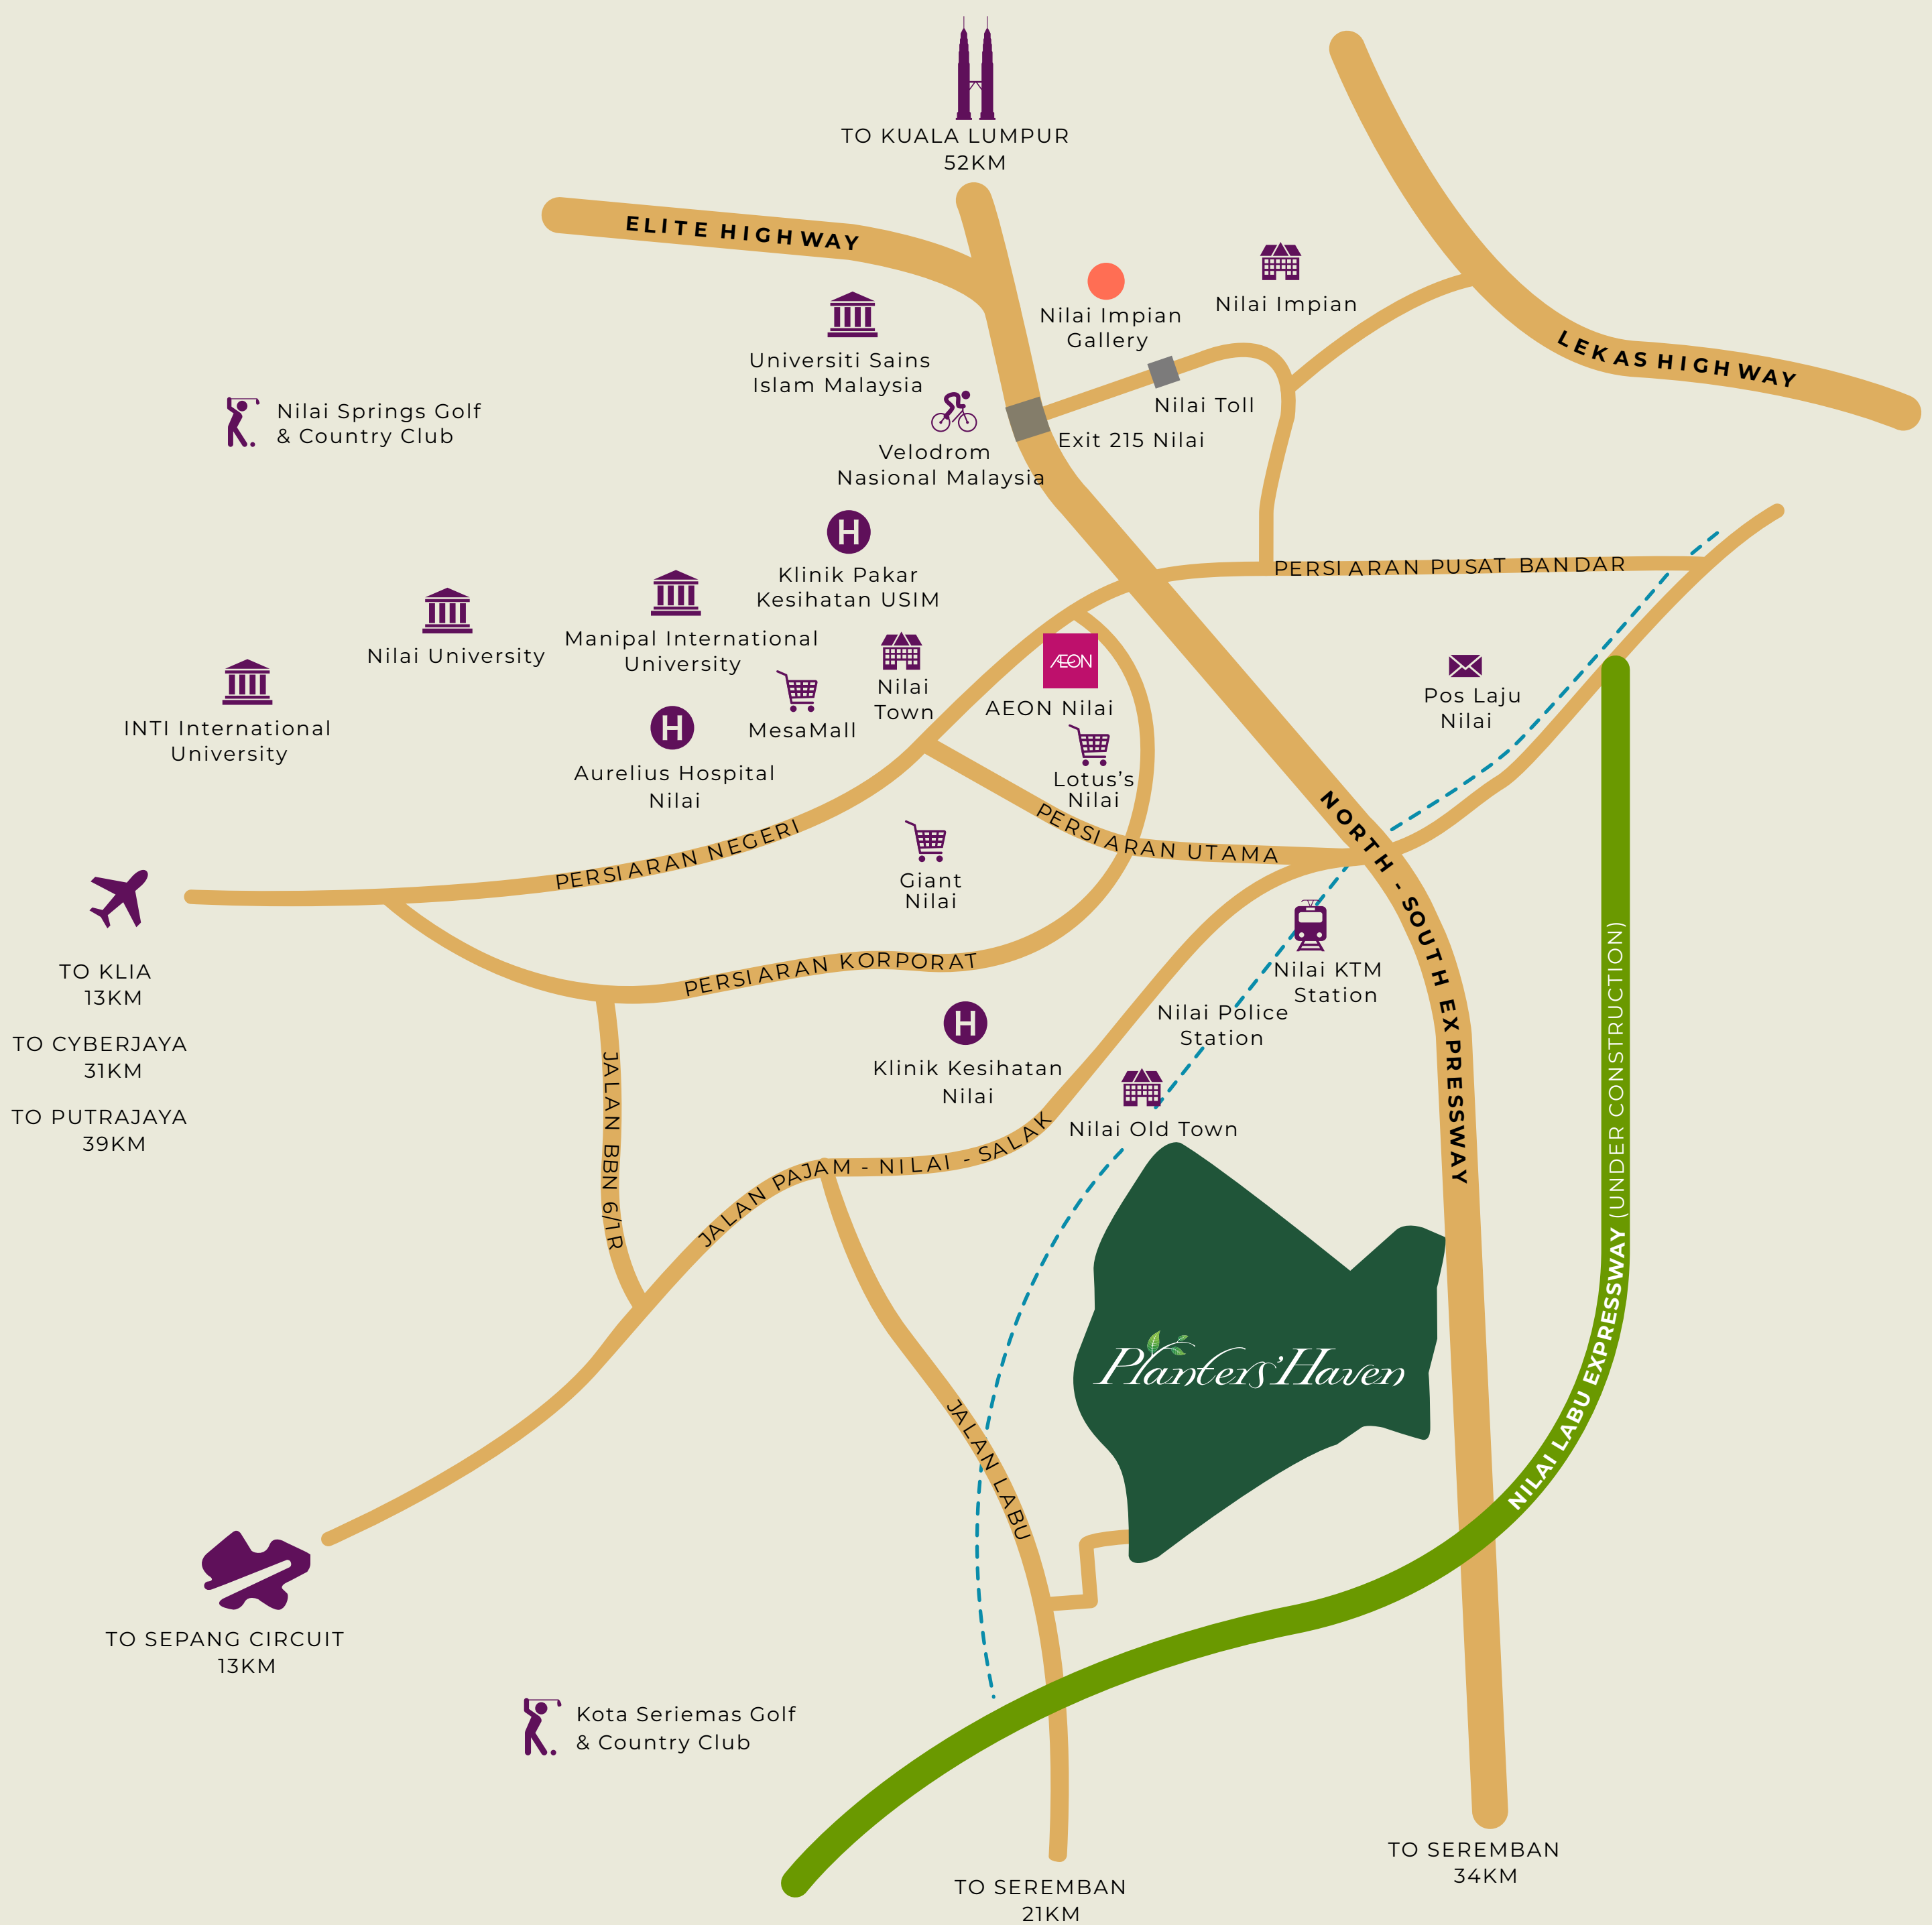 TO KUALA LUMPUR
52KM
ELITE HIGHWAY
LEKAS HIGHWAY
Nilai Impian
Gallery
Nilai Impian
Universiti Sains
Islam Malaysia
Nilai Toll
Exit 215 Nilai
Nilai Springs Golf
& Country Club
Velodrom
Nasional Malaysia
H
Klinik Pakar
Kesihatan USIM
PERSIARAN PUSAT BANDAR
Manipal International
University
Nilai University
INTI International
University
Nilai
Town
MesaMall
AEON
AEON Nilai
Pos Laju
Nilai
H
Aurelius Hospital
Nilai
Lotus's
Nilai
PERSIARAN NEGERI
PERSIARAN UTAMA
Giant
Nilai
NORTH - SOUTH EXPRESSWAY
TO KLIA
13KM
TO CYBERJAYA
31KM
TO PUTRAJAYA
39KM
PERSIARAN KORPORAT
Nilai KTM
Station
Nilai Police
Station
H
Klinik Kesihatan
Nilai
JALAN BBN 6/1R
Nilai Old Town
JALAN PAJAM - NILAI - SALAK
NILAI LABU EXPRESSWAY (UNDER CONSTRUCTION)
Planters' Haven
JALAN LABU
TO SEPANG CIRCUIT
13KM
Kota Seriemas Golf
& Country Club
TO SEREMBAN
34KM
TO SEREMBAN
21KM